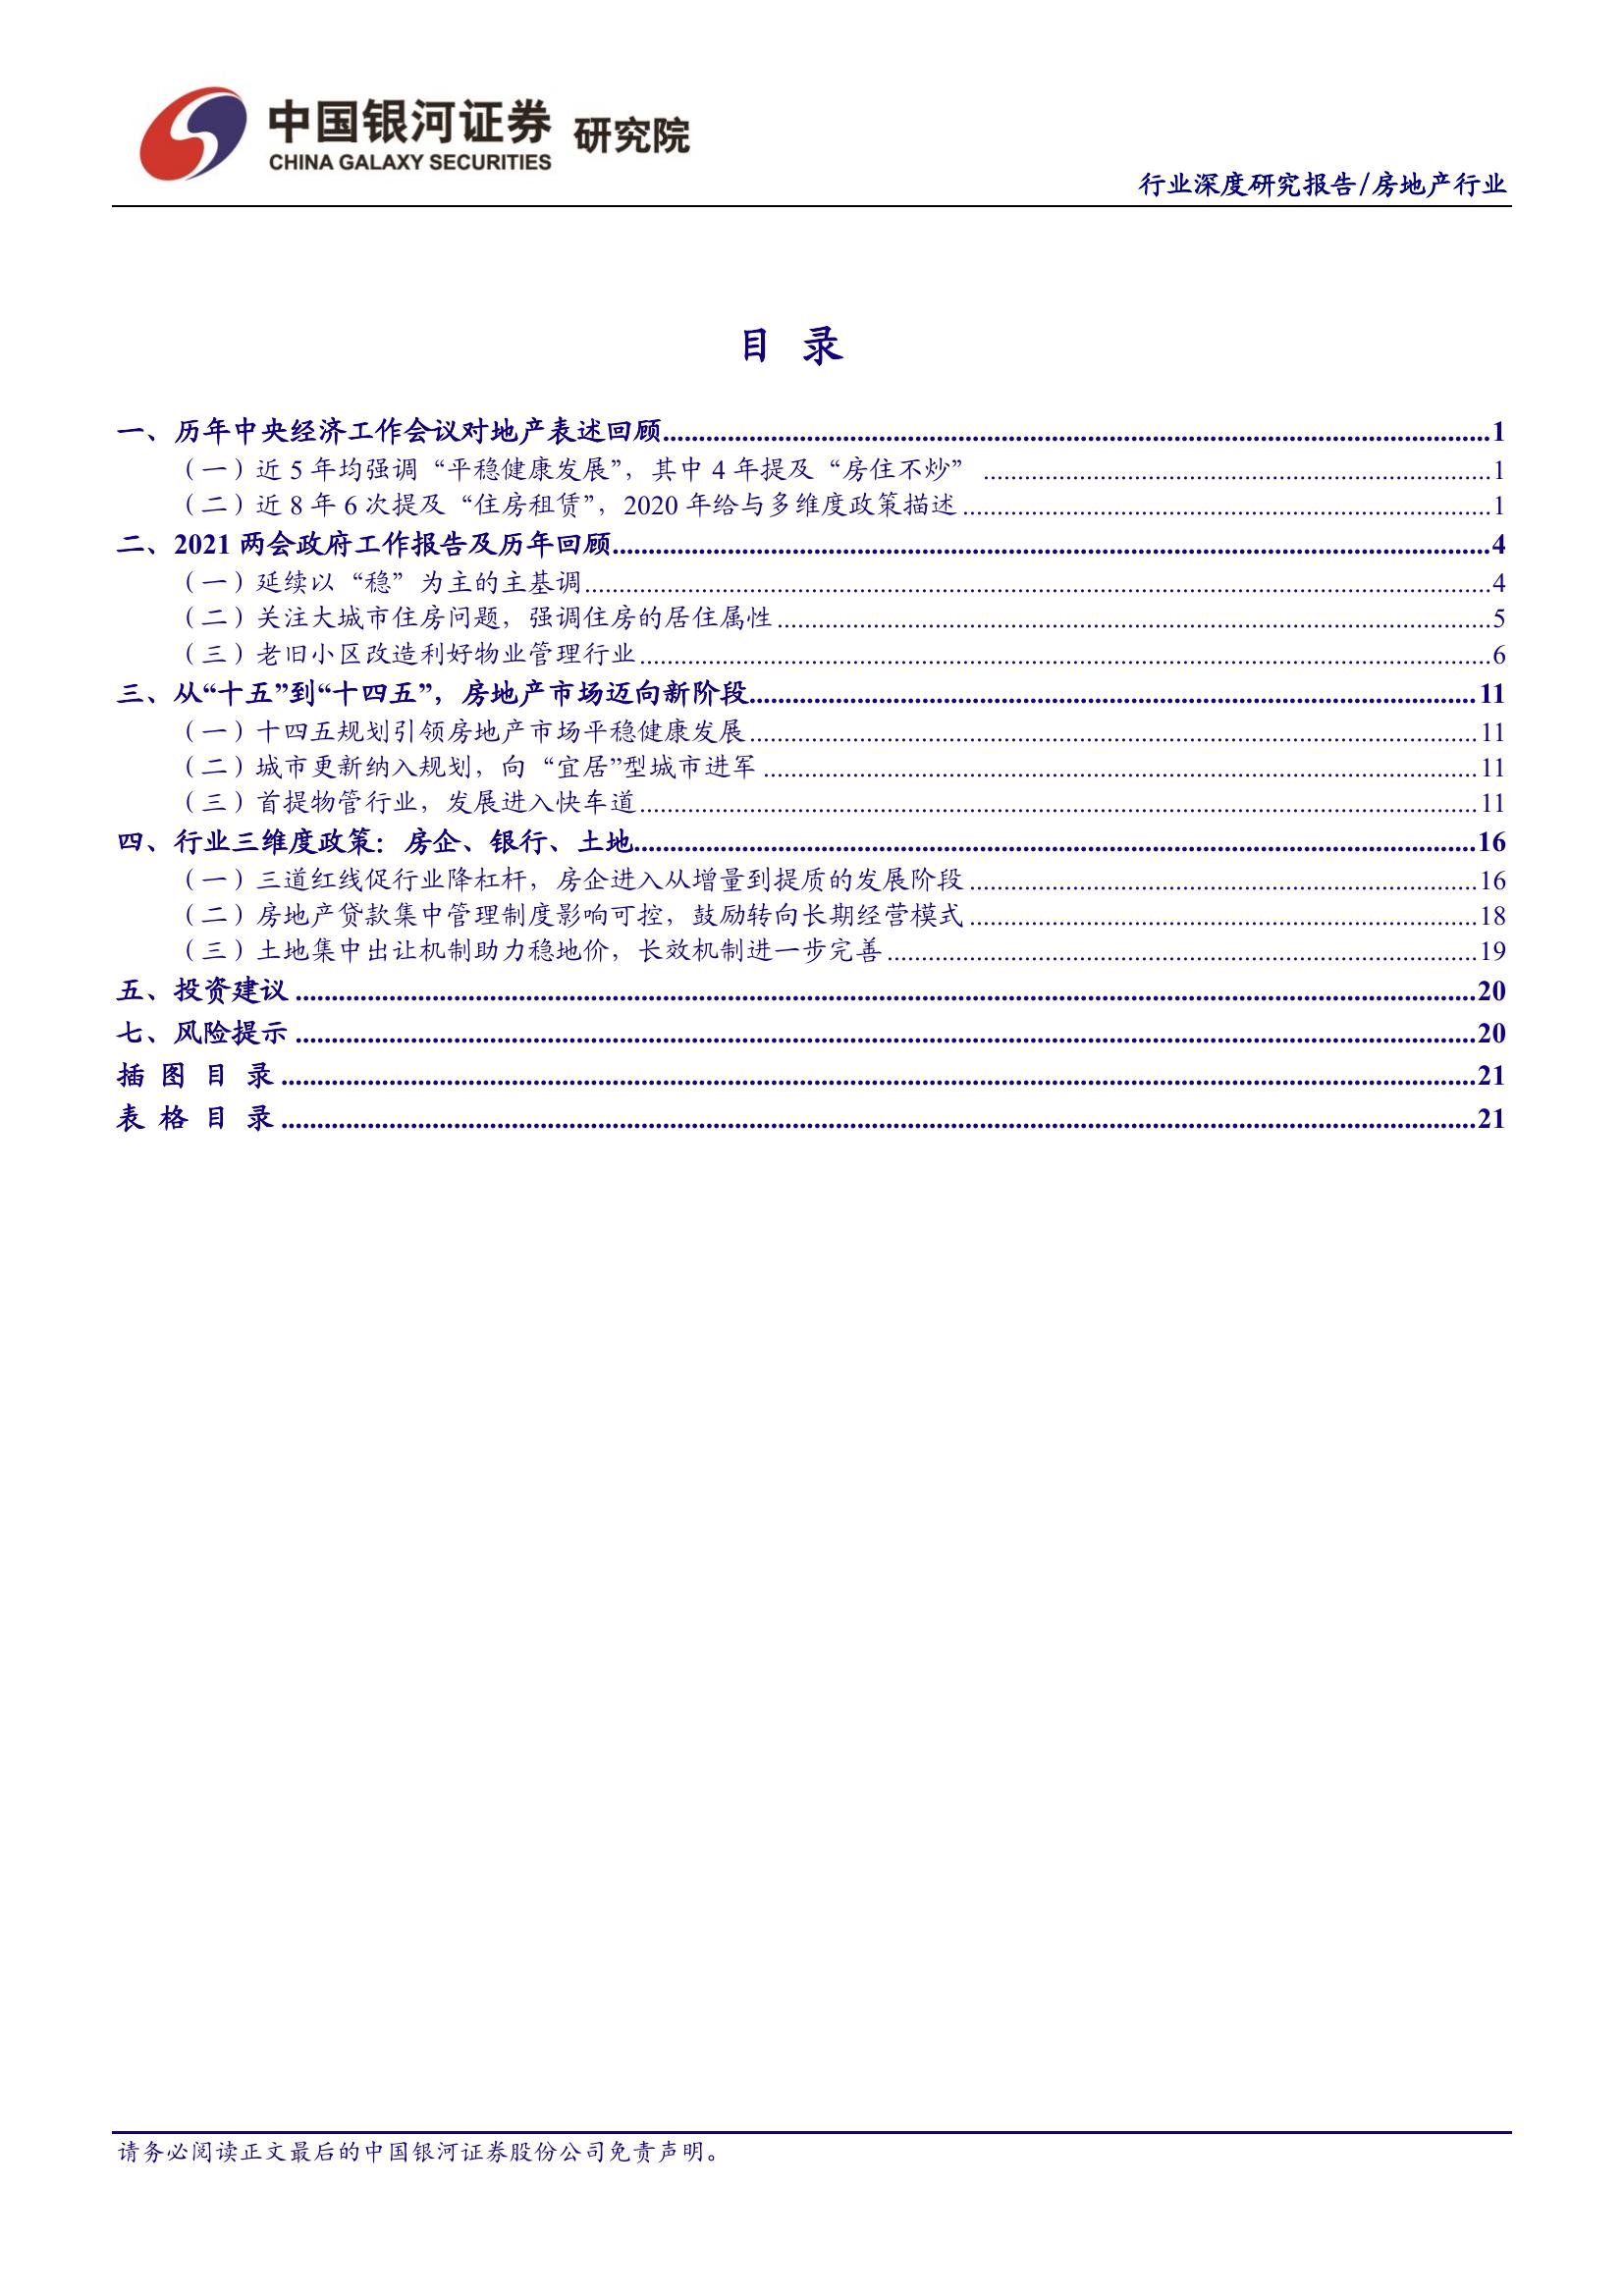 中国银河证券 研究院
CHINA GALAXY SECURITIES
行业深度研究报告/房地产行业
目 录
一、历年中央经济工作会议对地产表述回顾........1
（一）近 5 年均强调“平稳健康发展”，其中 4 年提及“房住不炒” ........1
（二）近 8 年 6 次提及“住房租赁”，2020 年给与多维度政策描述........1
二、2021 两会政府工作报告及历年回顾........4
（一）延续以“稳”为主的主基调........4
（二）关注大城市住房问题，强调住房的居住属性........5
（三）老旧小区改造利好物业管理行业........6
三、从“十五”到“十四五”，房地产市场迈向新阶段........11
（一）十四五规划引领房地产市场平稳健康发展........11
（二）城市更新纳入规划，向“宜居”型城市进军........11
（三）首提物管行业，发展进入快车道........11
四、行业三维度政策：房企、银行、土地........16
（一）三道红线促行业降杠杆，房企进入从增量到提质的发展阶段........16
（二）房地产贷款集中管理制度影响可控，鼓励转向长期经营模式........18
（三）土地集中出让机制助力稳地价，长效机制进一步完善........19
五、投资建议........20
七、风险提示........20
插 图 目 录........21
表 格 目 录........21
请务必阅读正文最后的中国银河证券股份公司免责声明。